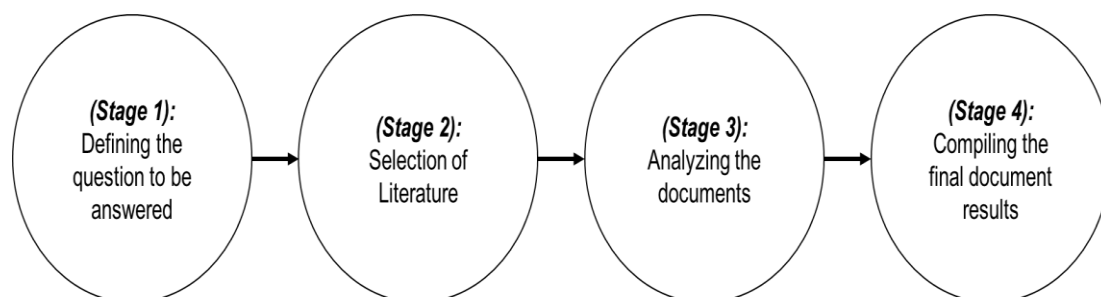 (Stage 1):
Defining the
question to be
answered
(Stage 2):
Selection of
Literature
(Stage 3):
Analyzing the
documents
(Stage 4):
Compiling the
final document
results